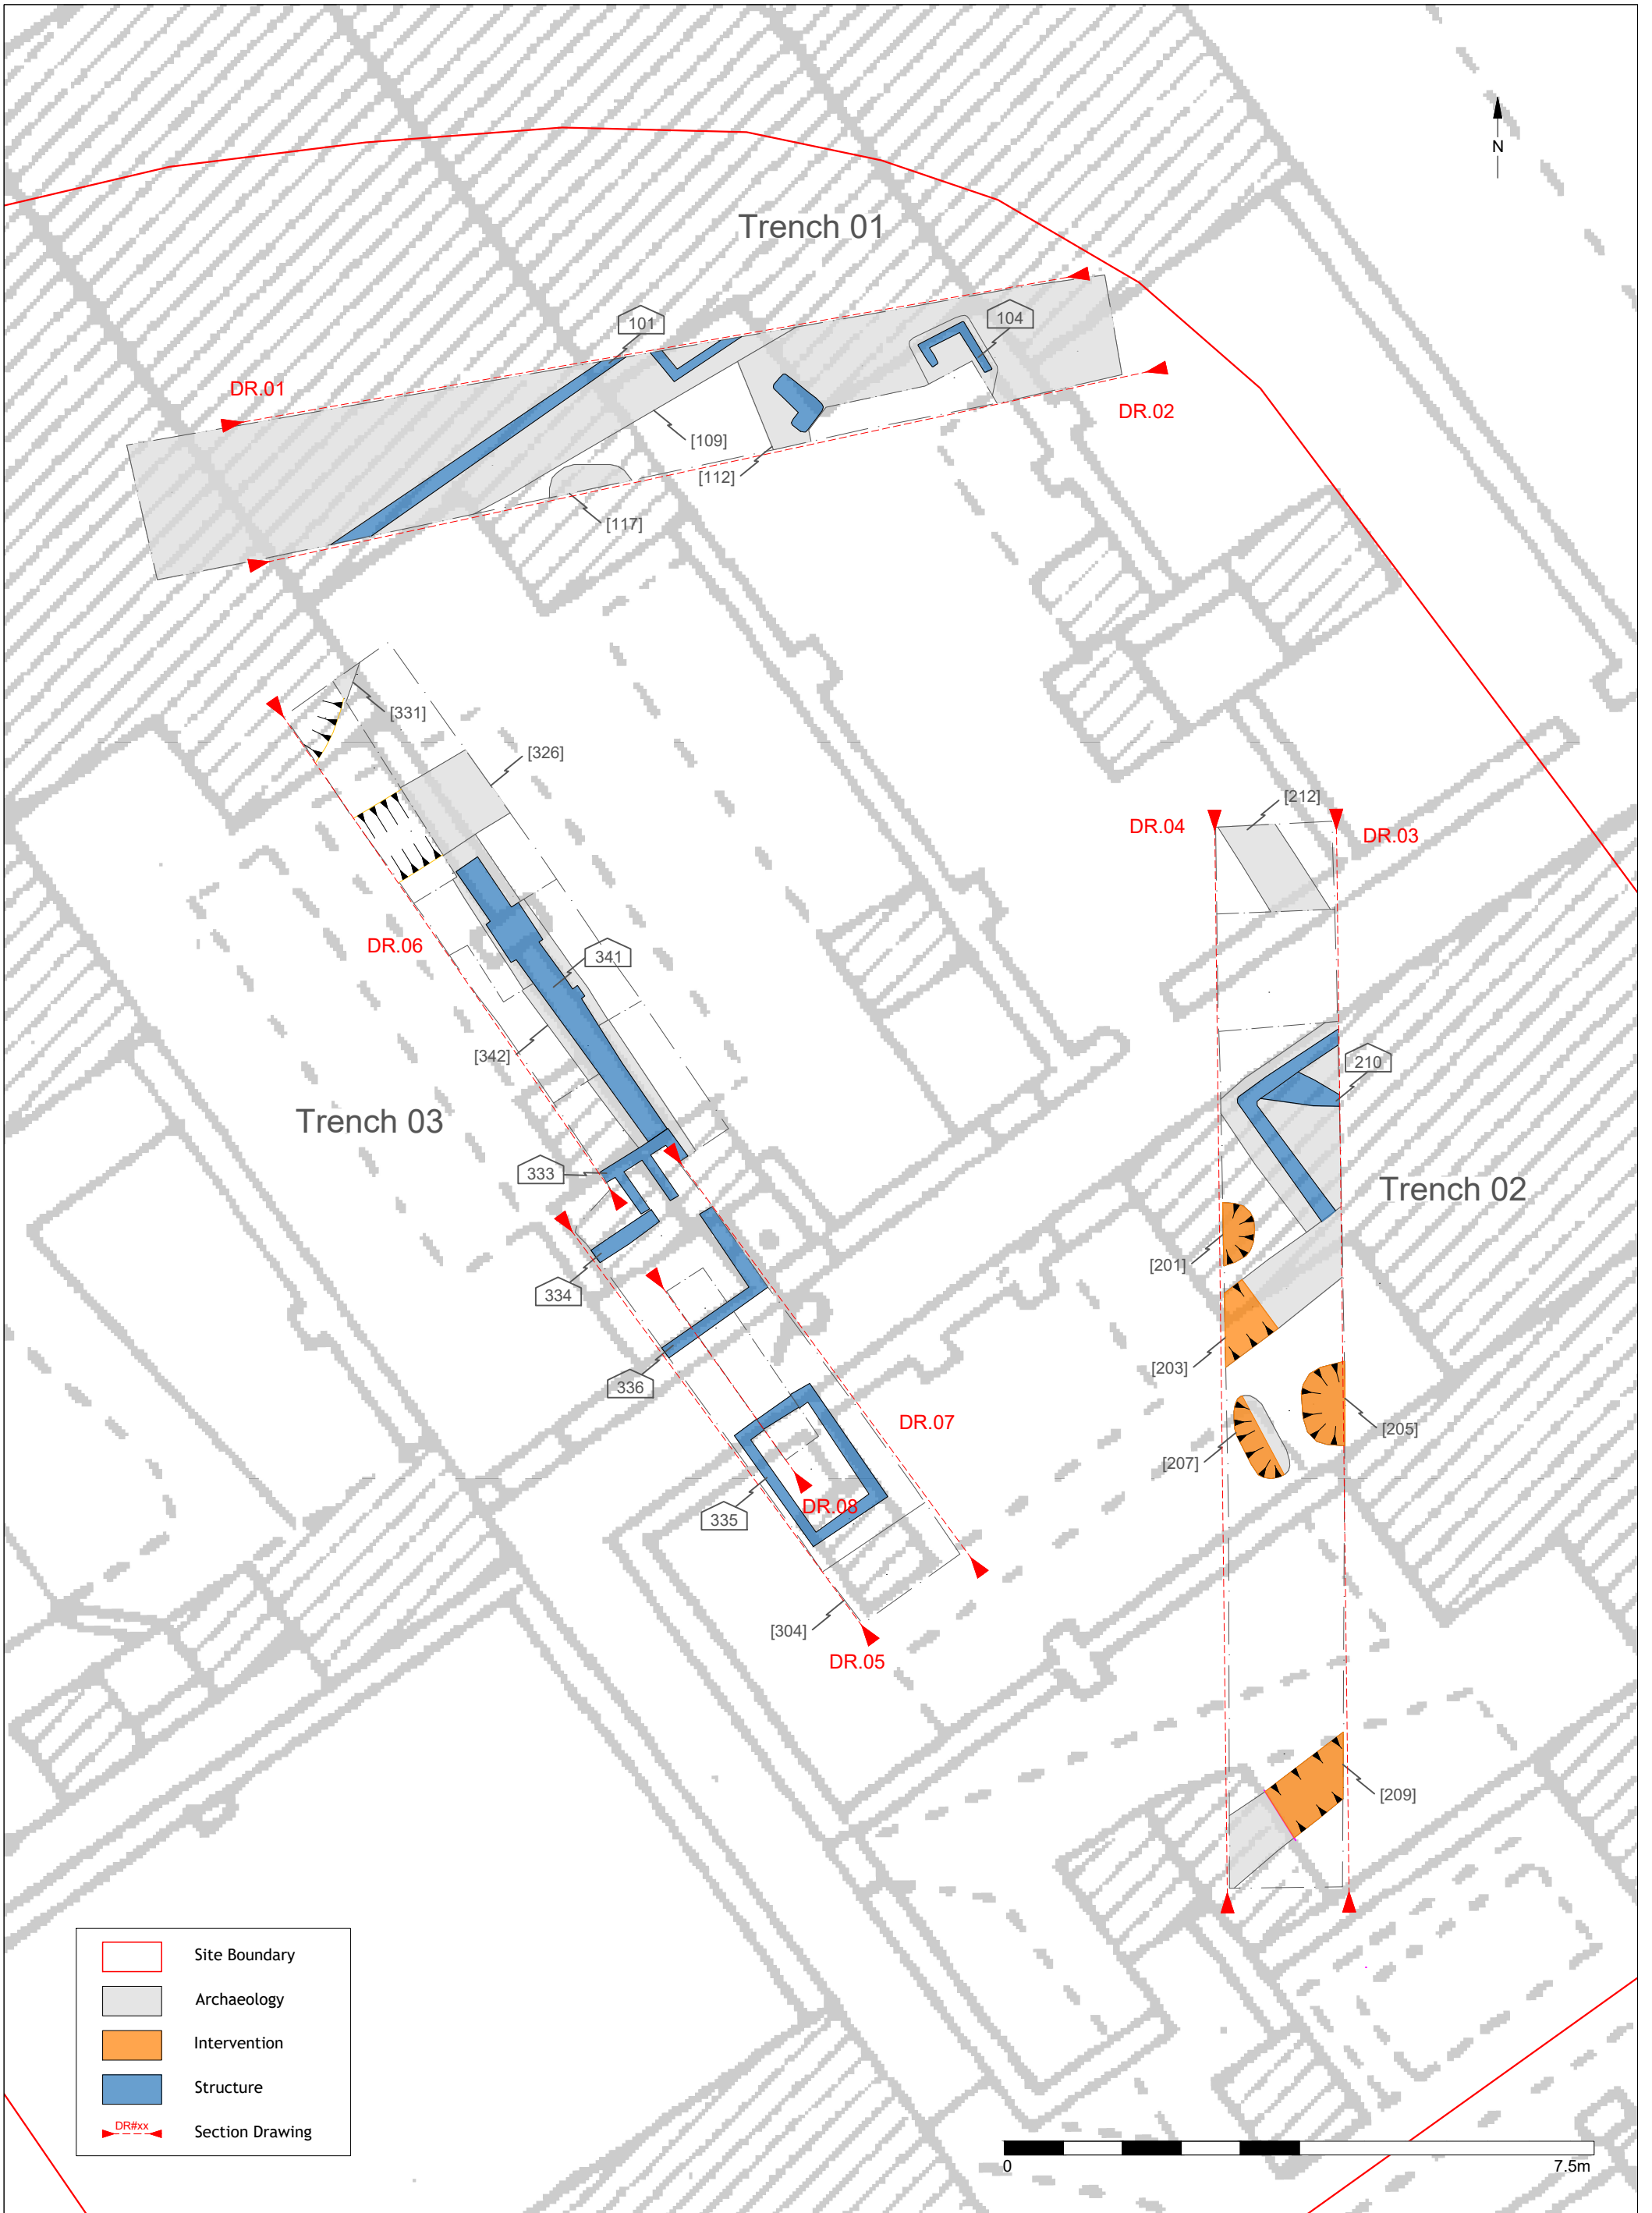 N
Trench 01
101
104
DR.01
DR.02
[109]
[112]
[117]
[331]
[326]
[212]
DR.04
DR.03
DR.06
341
[342]
210
Trench 03
333
Trench 02
[201]
334
[203]
336
DR.07
[205]
[207]
DR.08
335
[304]
DR.05
[209]
Site Boundary
Archaeology
Intervention
Structure
DR#xx
Section Drawing
0
7.5m